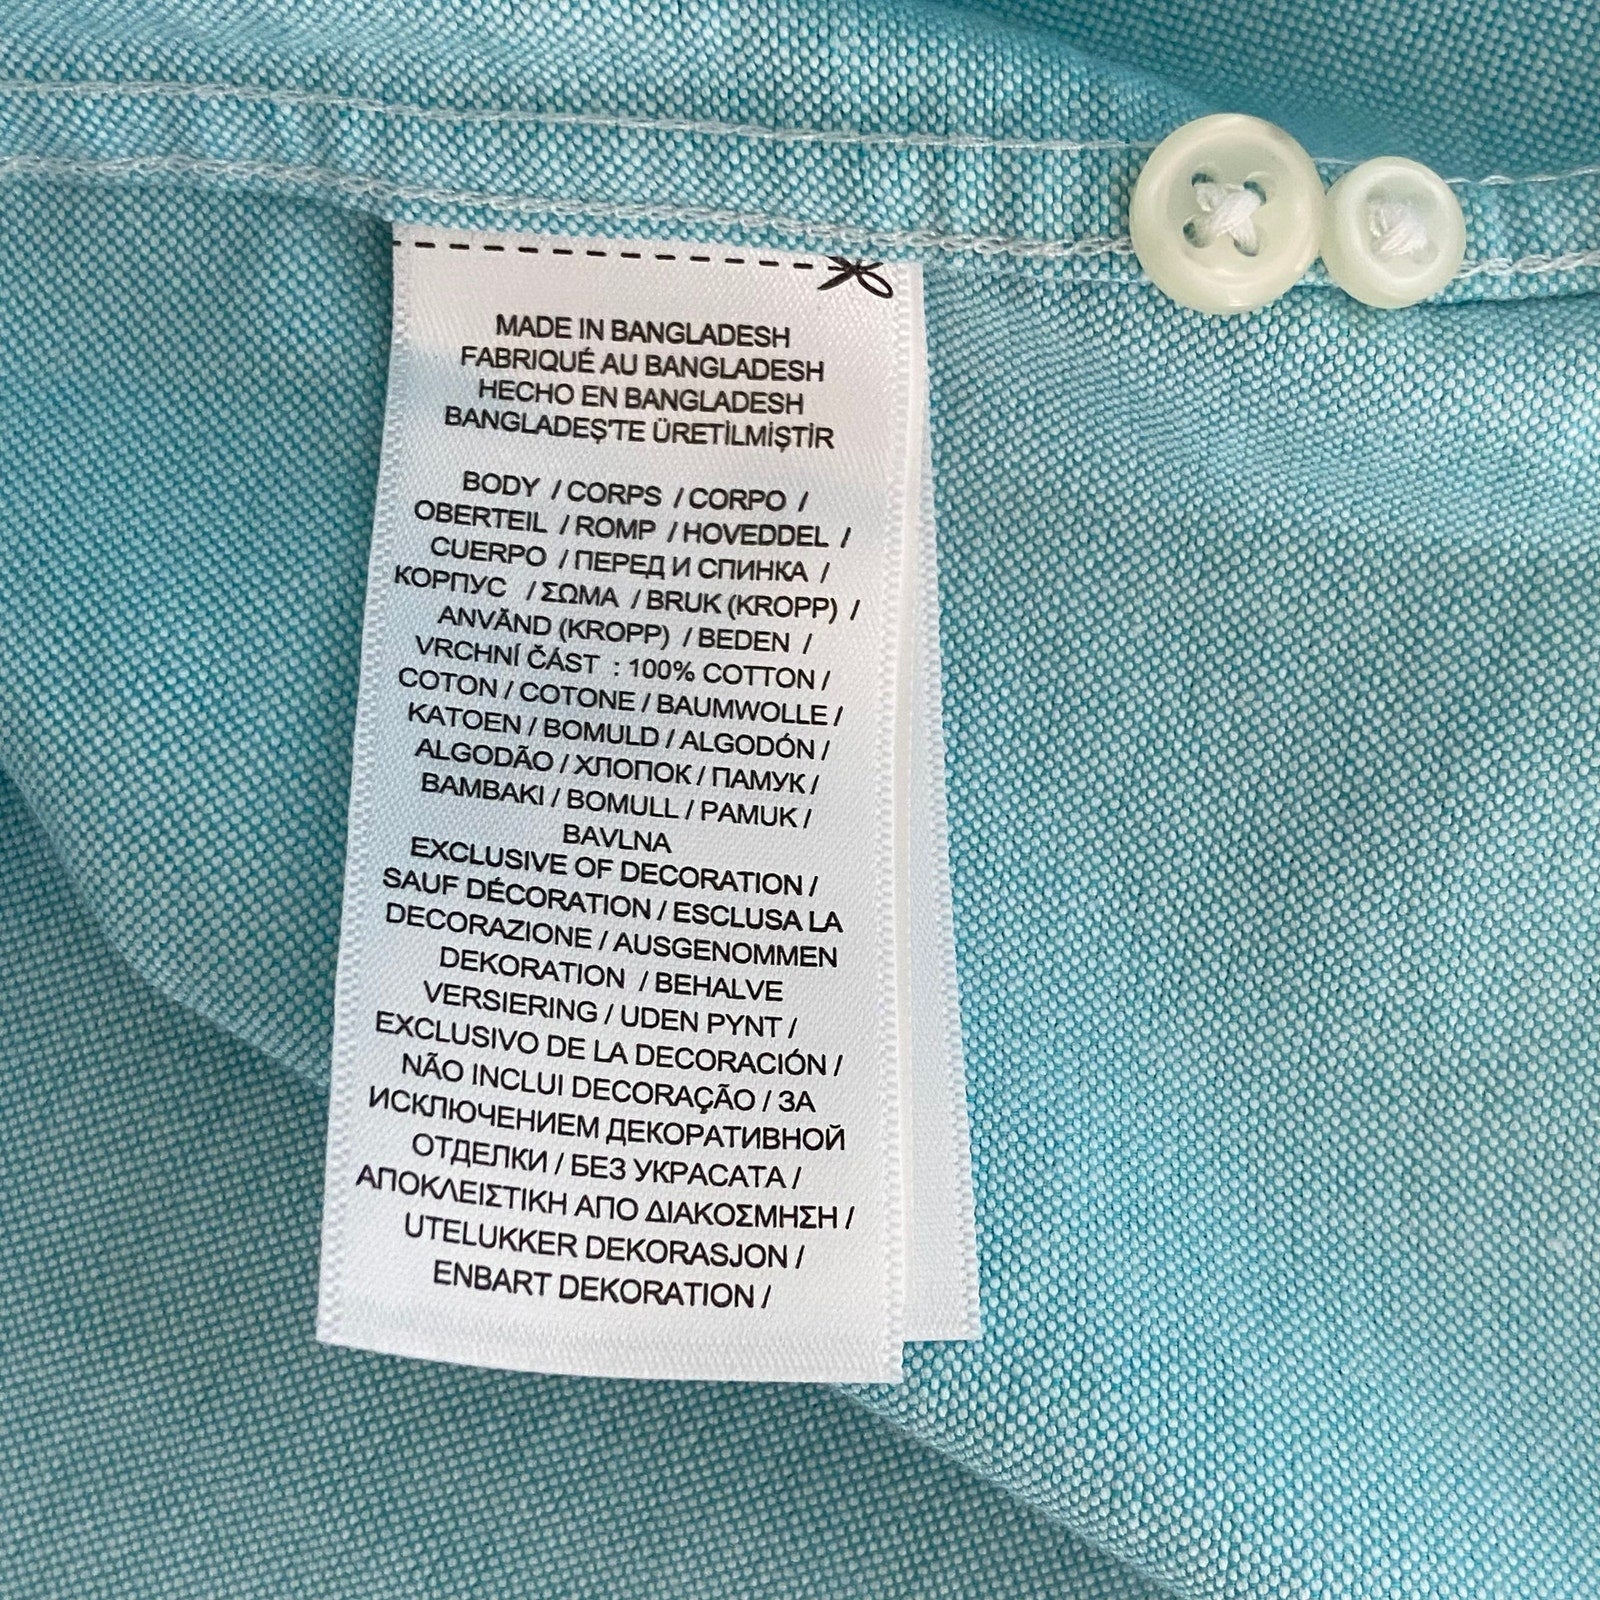 MADE IN BANGLADESH
FABRIQUÉ AU BANGLADESH
HECHO EN BANGLADESH
BANGLADEŞ'TE ÜRETİLMİŞTİR
BODY / CORPS / CORPO /
OBERTEIL / ROMP / HOVEDDEL /
CUERPO / ПЕРЕД И СПИНКА /
КОРПУС / ΣΩΜΑ / BRUK (KROPP) /
ANVÄND (KROPP) / BEDEN /
VRCHNÍ ČÁST : 100% COTTON /
COTON / COTONE / BAUMWOLLE /
KATOEN / BOMULD / ALGODÓN /
ALGODÃO / ХЛОПОК / ПАМУК /
BAMBAKI / BOMULL / PAMUK /
BAVLNA
EXCLUSIVE OF DECORATION /
SAUF DÉCORATION / ESCLUSA LA
DECORAZIONE / AUSGENOMMEN
DEKORATION / BEHALVE
VERSIERING / UDEN PYNT /
EXCLUSIVO DE LA DECORACIÓN /
NÃO INCLUI DECORAÇÃO / ЗА
ИСКЛЮЧЕНИЕМ ДЕКОРАТИВНОЙ
ОТДЕЛКИ / БЕЗ УКРАСАТА /
ΑΠΟΚΛΕΙΣΤΙΚΗ ΑΠΟ ΔΙΑΚΟΣΜΗΣΗ /
UTELUKKER DEKORASJON /
ENBART DEKORATION /